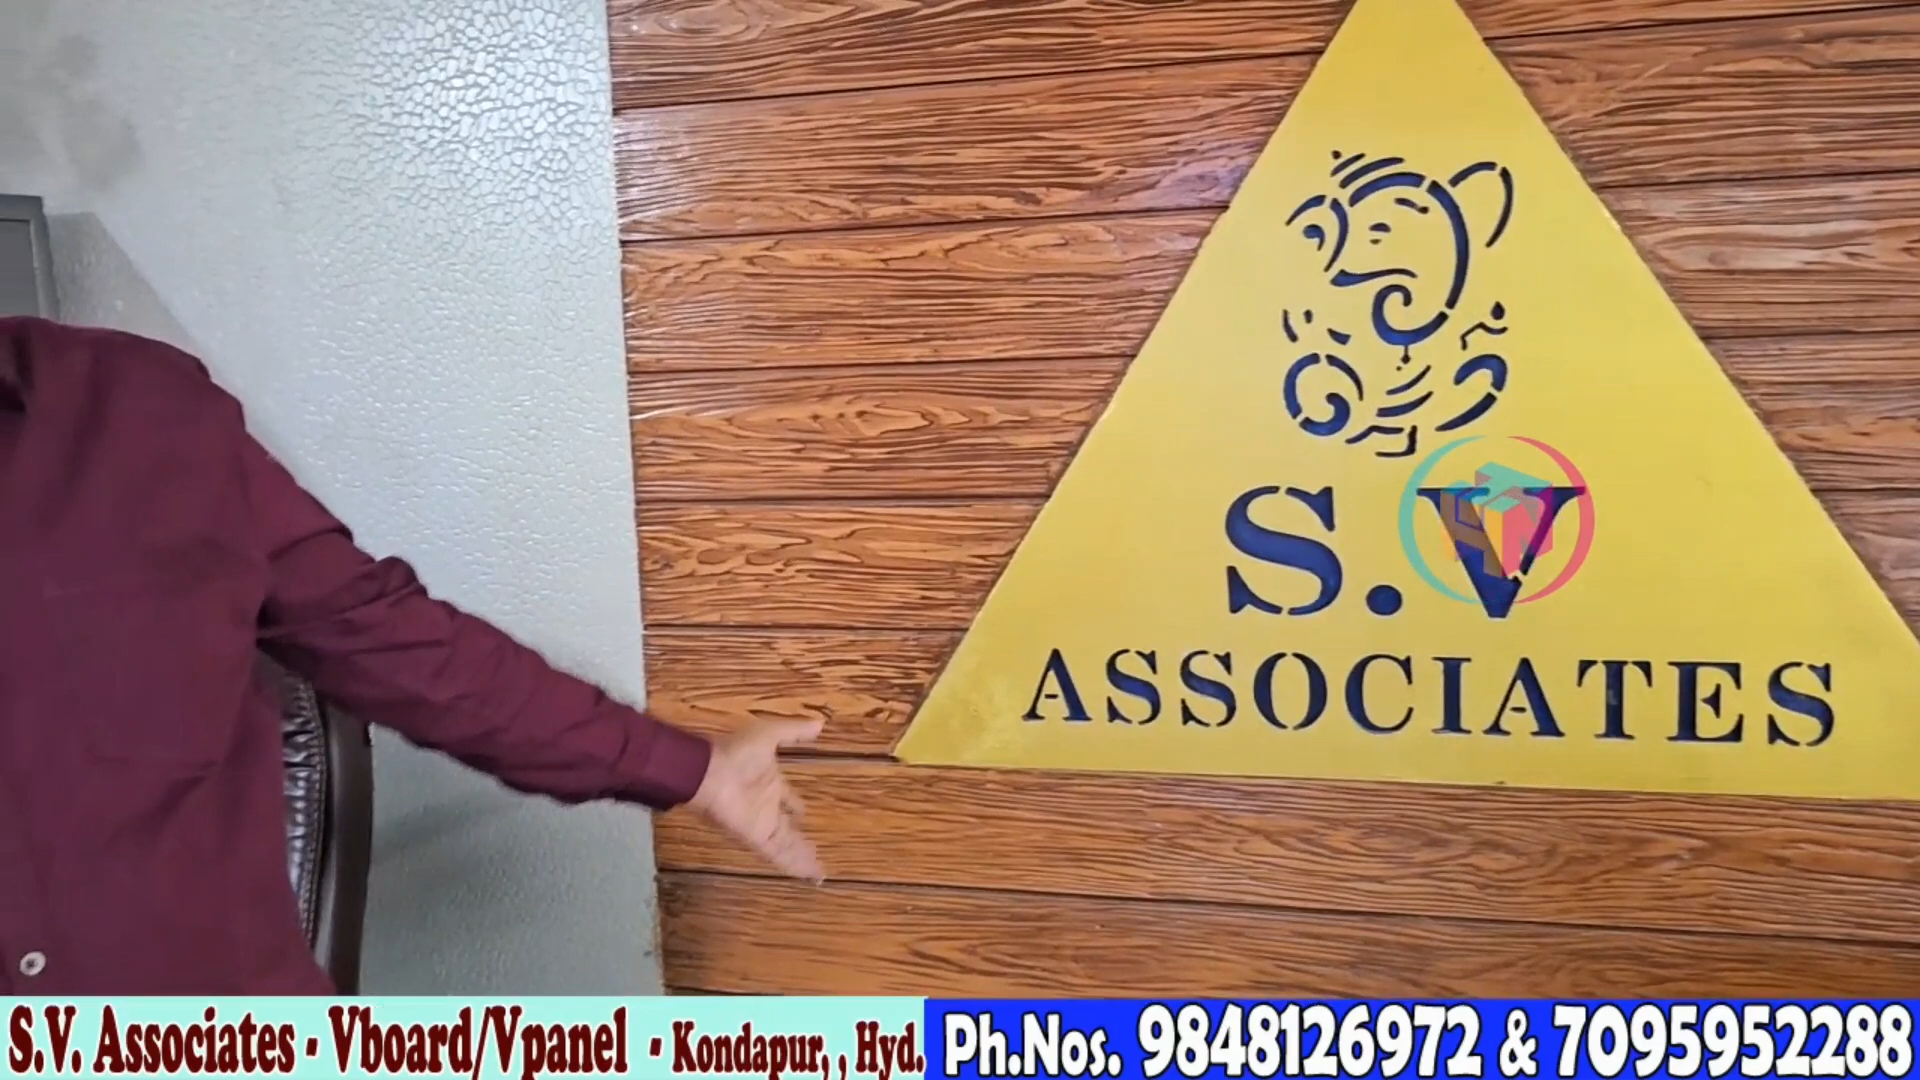 S.V
ASSOCIATES
S.V. Associates - Vboard/Vpanel - Kondapur, , Hyd.
Ph.Nos. 9848126972 & 7095952288